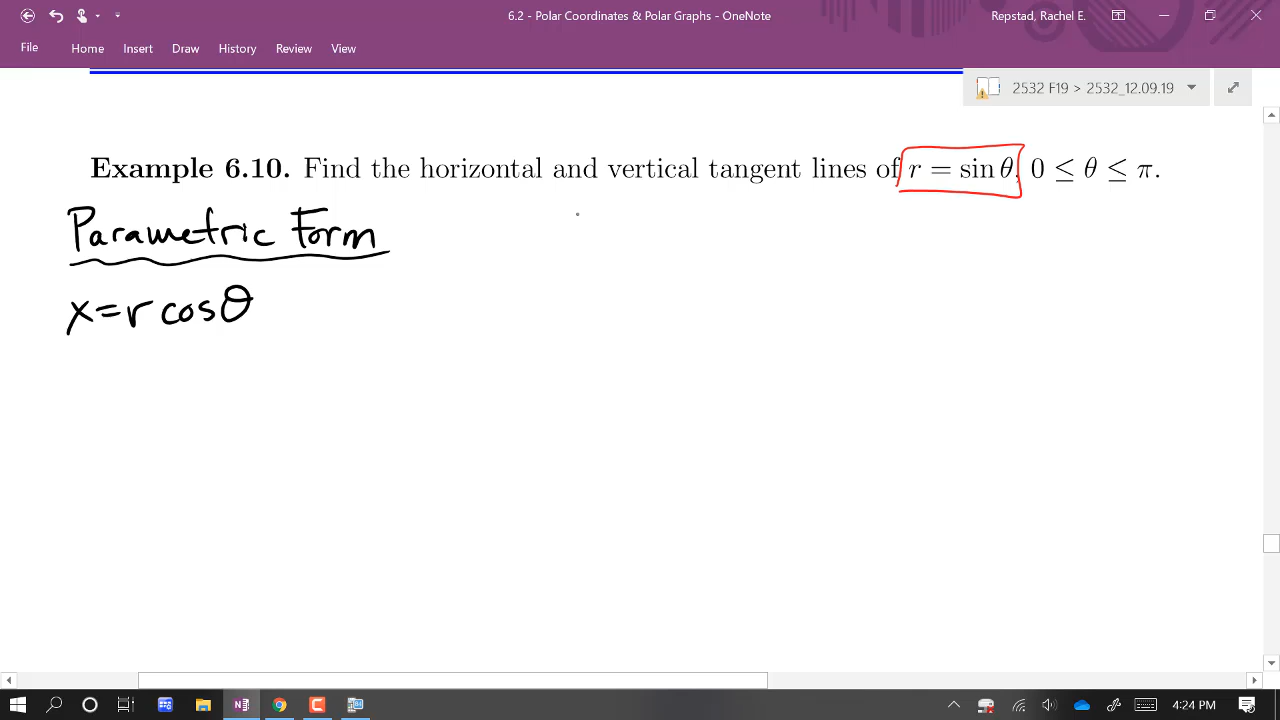 6.2 - Polar Coordinates & Polar Graphs - OneNote
Repstad, Rachel E.
File Home Insert Draw History Review View
2532 F19 > 2532_12.09.19
Example 6.10. Find the horizontal and vertical tangent lines of r = sin θ, 0 ≤ θ ≤ π.
Parametric Form
x=r cosθ
4:24 PM